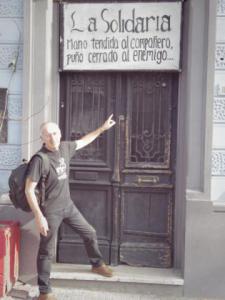 La Solidaria
Mano tendida al compañero,
puño cerrado al enemigo...